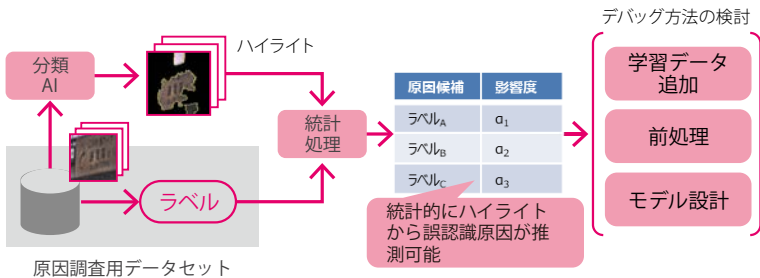 デバッグ方法の検討
ハイライト
分類
AI
学習データ
追加
原因候補
影響度
統計
処理
ラベルA
α1
ラベルB
α2
ラベルC
α3
前処理
ラベル
モデル設計
統計的にハイライト
から誤認識原因が推
測可能
原因調査用データセット